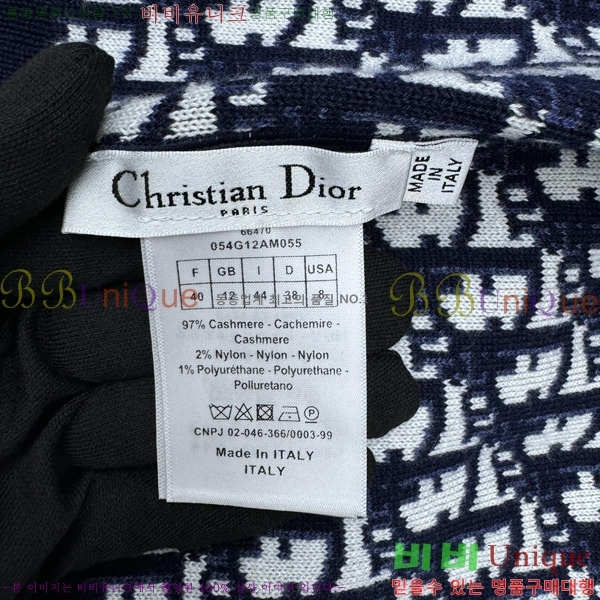 비비유니크
Christian Dior
PARIS
MADE
IN
ITALY
66470
054G12AM055
F GB I D USA
40 12 44 38 8
BBUniQue
BBUniQue
97% Cashmere - Cachemire -
Cashmere
2% Nylon - Nylon - Nylon
1% Polyuréthane - Polyurethane -
Poliuretano
CNPJ 02-046-366/0003-99
Made In ITALY
ITALY
비비 Unique
믿을수 있는 명품구매대행